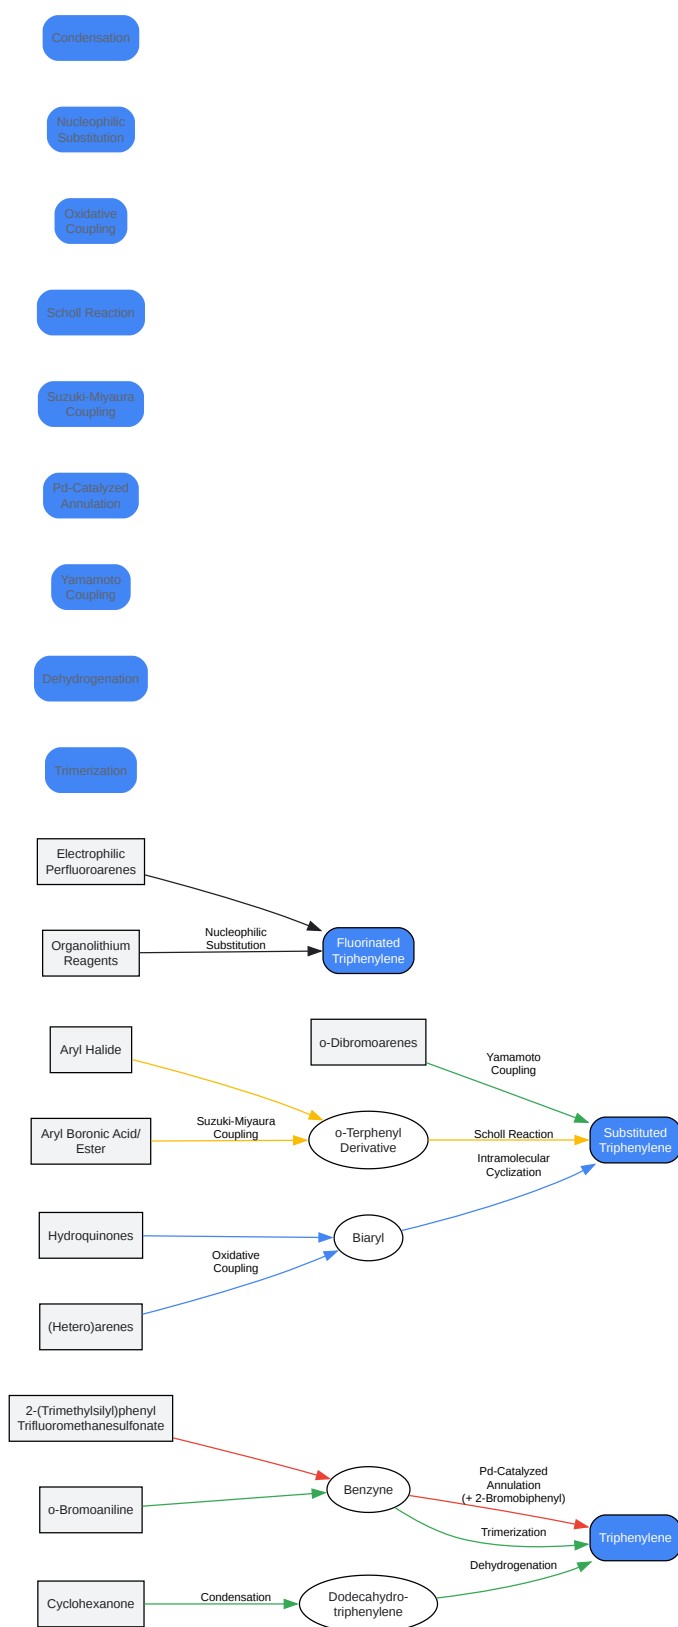 Condensation
Nucleophilic
Substitution
Oxidative
Coupling
Scholl Reaction
Suzuki-Miyaura
Coupling
Pd-Catalyzed
Annulation
Yamamoto
Coupling
Dehydrogenation
Trimerization
Electrophilic
Perfluoroarenes
Organolithium
Reagents
Nucleophilic
Substitution
Fluorinated
Triphenylene
Aryl Halide
o-Dibromoarenes
Yamamoto
Coupling
Aryl Boronic Acid/
Ester
Suzuki-Miyaura
Coupling
o-Terphenyl
Derivative
Scholl Reaction
Substituted
Triphenylene
Intramolecular
Cyclization
Hydroquinones
Biaryl
Oxidative
Coupling
(Hetero)arenes
2-(Trimethylsilyl)phenyl
Trifluoromethanesulfonate
o-Bromoaniline
Benzyne
Pd-Catalyzed
Annulation
(+ 2-Bromobiphenyl)
Trimerization
Triphenylene
Dehydrogenation
Cyclohexanone
Condensation
Dodecahydro-
triphenylene